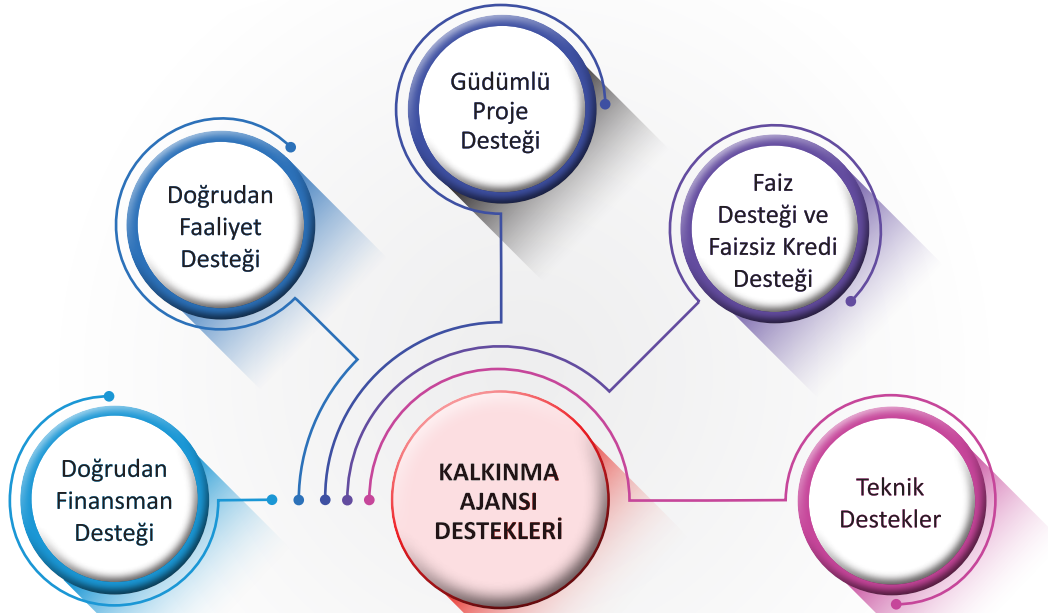 Güdümlü
Proje
Desteği
Doğrudan
Faaliyet
Desteği
Faiz
Desteği ve
Faizsiz Kredi
Desteği
Doğrudan
Finansman
Desteği
KALKINMA
AJANSI
DESTEKLERİ
Teknik
Destekler